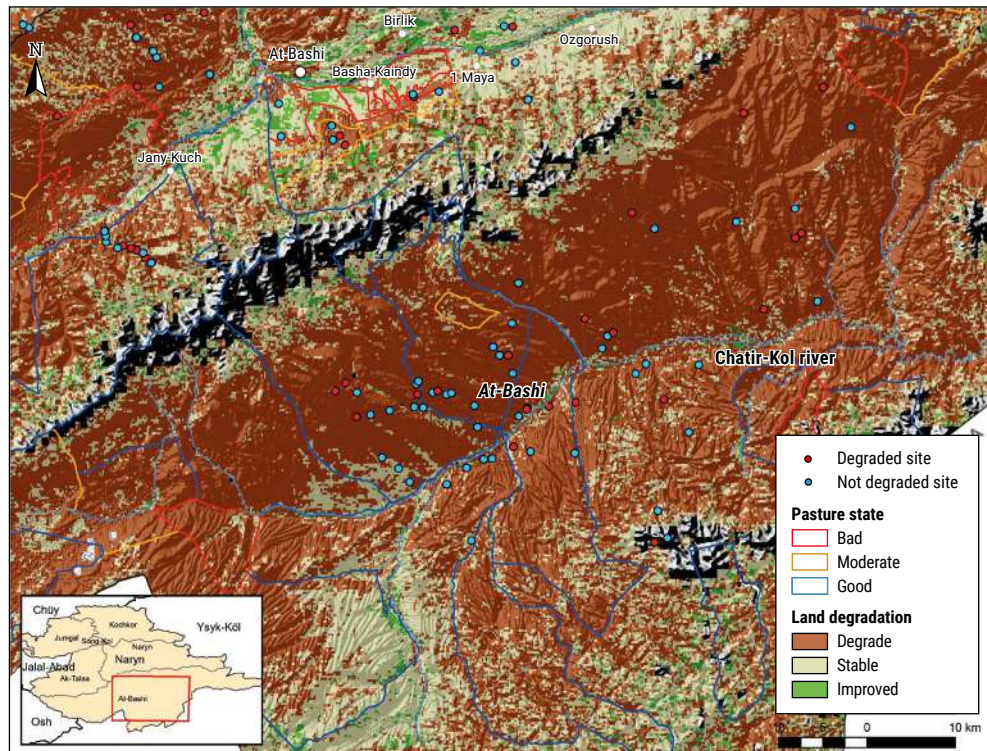 Birlik
Ozgorush
N
At-Bashi
Basha-Kaindy
1 Maya
Jany-Kuch
Chatir-Kol river
At-Bashi
Degraded site
Not degraded site
Pasture state
Bad
Moderate
Good
Land degradation
Degrade
Stable
Improved
Chüy
Kochkor
Ysyk-Köl
Jumgal
Song-Kol
Naryn
Jalal-Abad
Naryn
Ak-Talaa
At-Bashi
Osh
0
10 km